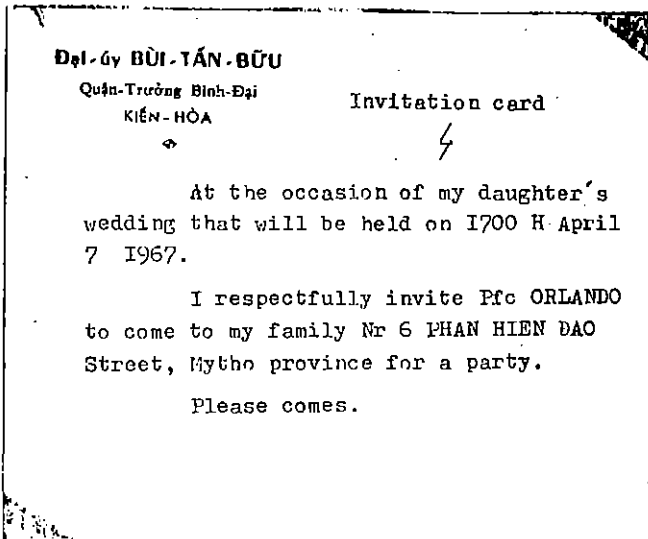 Đại-úy BÙI-TẤN-BỬU
Quận-Trưởng Bình-Đại
KIẾN-HÒA
Invitation card
At the occasion of my daughter's
wedding that will be held on I700 H April
7 I967.
I respectfully invite Pfc ORLANDO
to come to my family Nr 6 PHAN HIEN DAO
Street, Mytho province for a party.
Please comes.